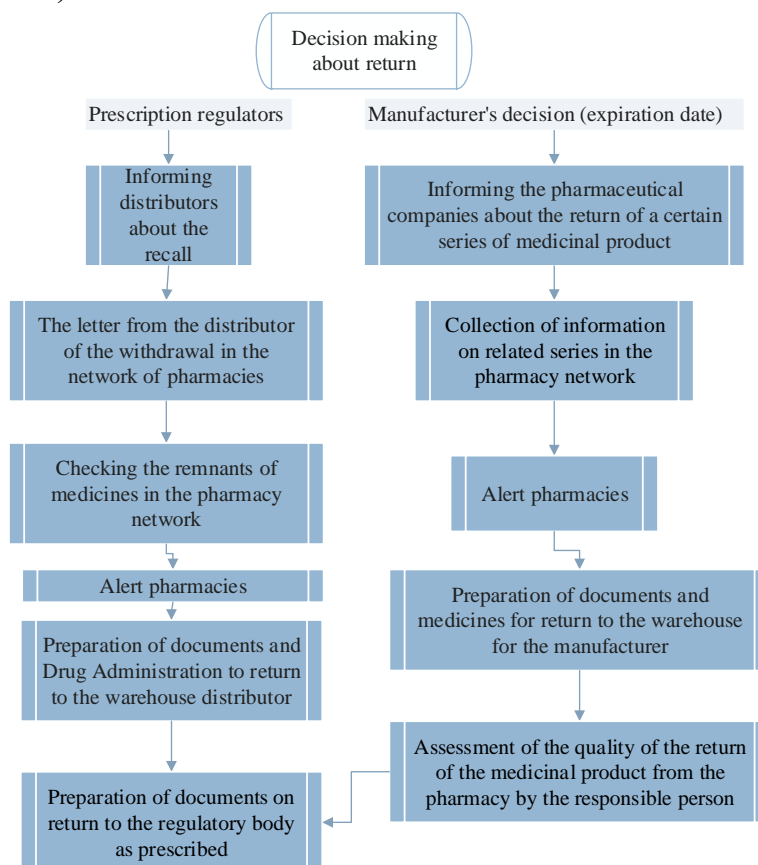 Decision making
about return
Prescription regulators
Manufacturer's decision (expiration date)
Informing
distributors
about the
recall
Informing the pharmaceutical
companies about the return of a certain
series of medicinal product
The letter from the distributor
of the withdrawal in the
network of pharmacies
Collection of information
on related series in the
pharmacy network
Checking the remnants of
medicines in the pharmacy
network
Alert pharmacies
Alert pharmacies
Preparation of documents and
medicines for return to the warehouse
for the manufacturer
Preparation of documents and
Drug Administration to return
to the warehouse distributor
Assessment of the quality of the return
of the medicinal product from the
pharmacy by the responsible person
Preparation of documents on
return to the regulatory body
as prescribed